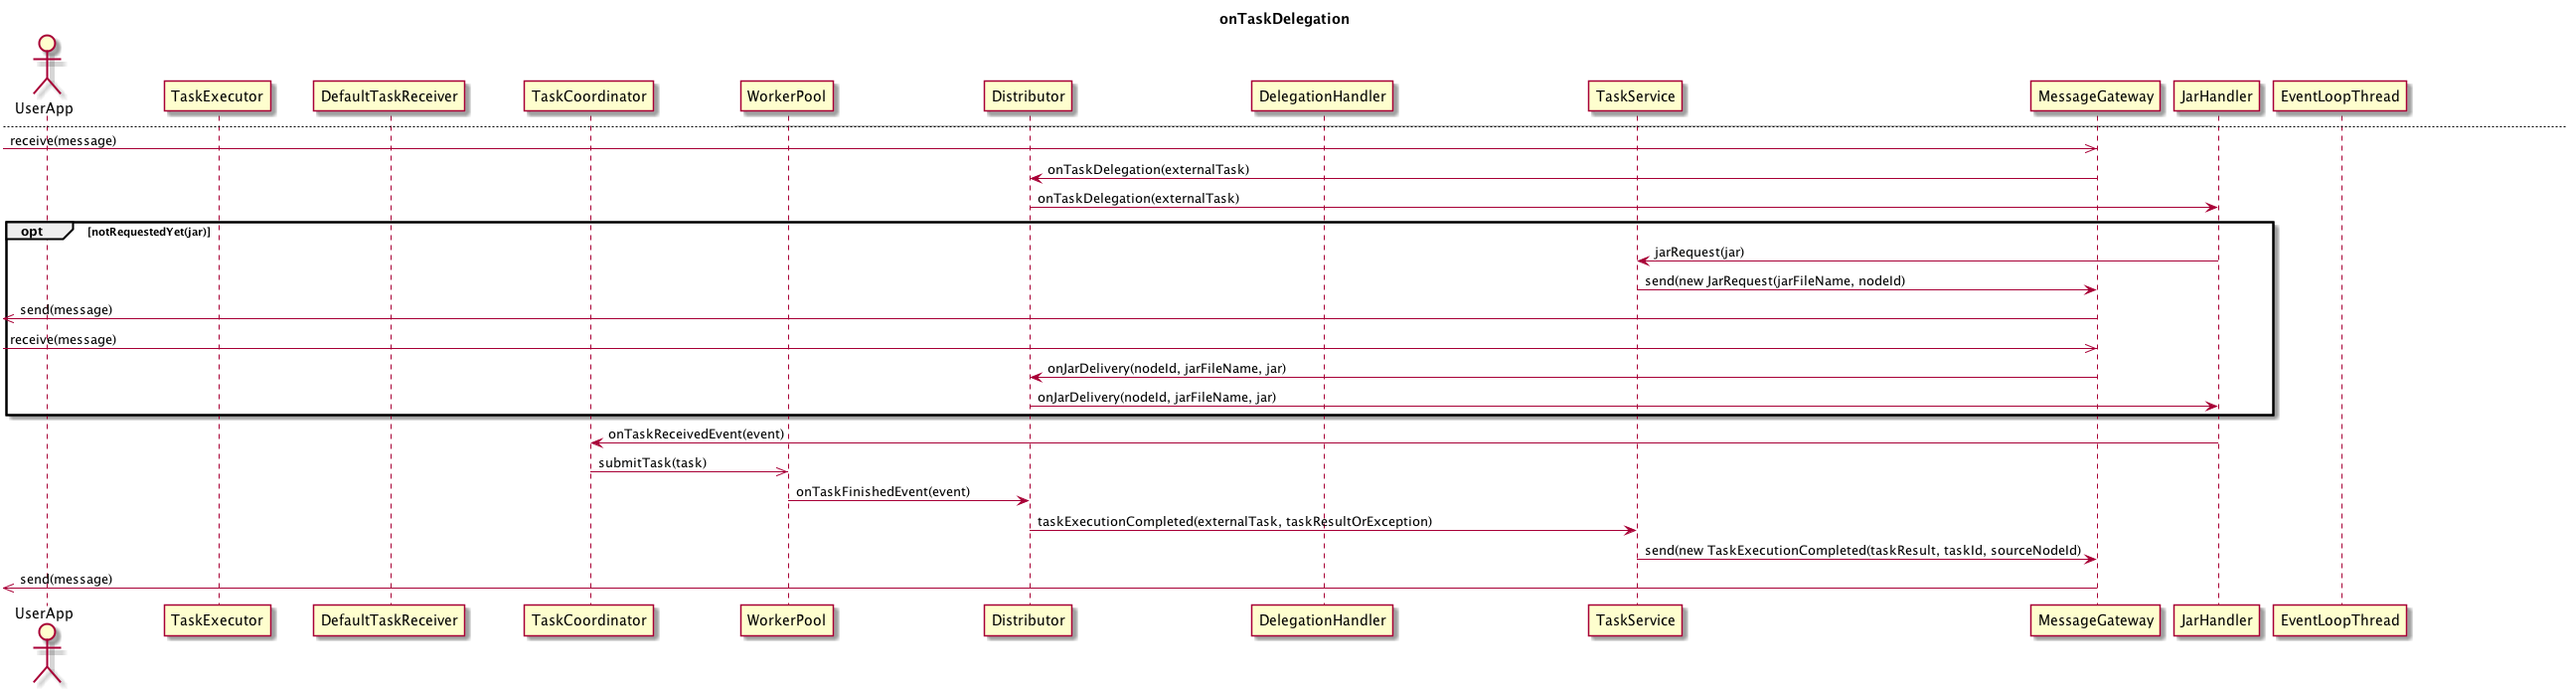 onTaskDelegation
UserApp
TaskExecutor
DefaultTaskReceiver
TaskCoordinator
WorkerPool
Distributor
DelegationHandler
TaskService
MessageGateway
JarHandler
EventLoopThread
receive(message)
onTaskDelegation(externalTask)
onTaskDelegation(externalTask)
opt [notRequestedYet(jar)]
jarRequest(jar)
send(new JarRequest(jarFileName, nodeId)
send(message)
receive(message)
onJarDelivery(nodeId, jarFileName, jar)
onJarDelivery(nodeId, jarFileName, jar)
onTaskReceivedEvent(event)
submitTask(task)
onTaskFinishedEvent(event)
taskExecutionCompleted(externalTask, taskResultOrException)
send(new TaskExecutionCompleted(taskResult, taskId, sourceNodeId)
send(message)
UserApp
TaskExecutor
DefaultTaskReceiver
TaskCoordinator
WorkerPool
Distributor
DelegationHandler
TaskService
MessageGateway
JarHandler
EventLoopThread